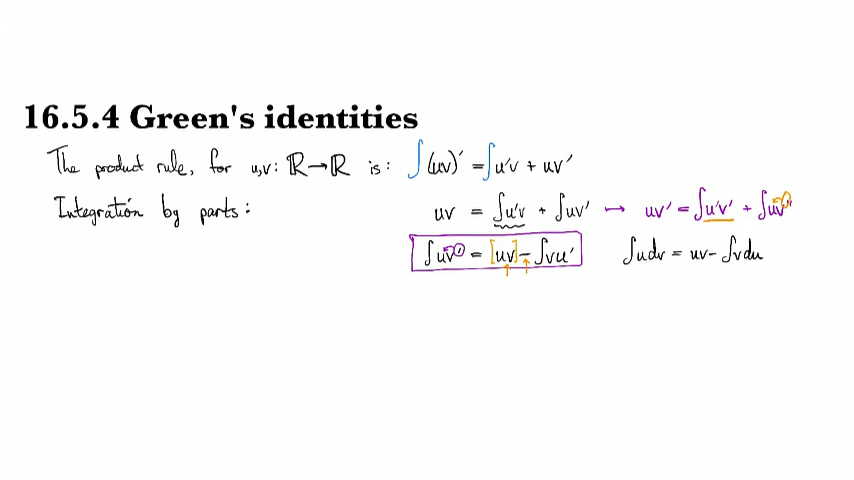 16.5.4 Green's identities
The product rule, for u,v: ℝ→ℝ is: ∫(uv)' = ∫u'v + uv'
Integration by parts: uv = ∫u'v + ∫uv' → uv' = ∫u'v' + ∫uv''
∫uv' = [uv] - ∫vu' ∫udv = uv - ∫vdu